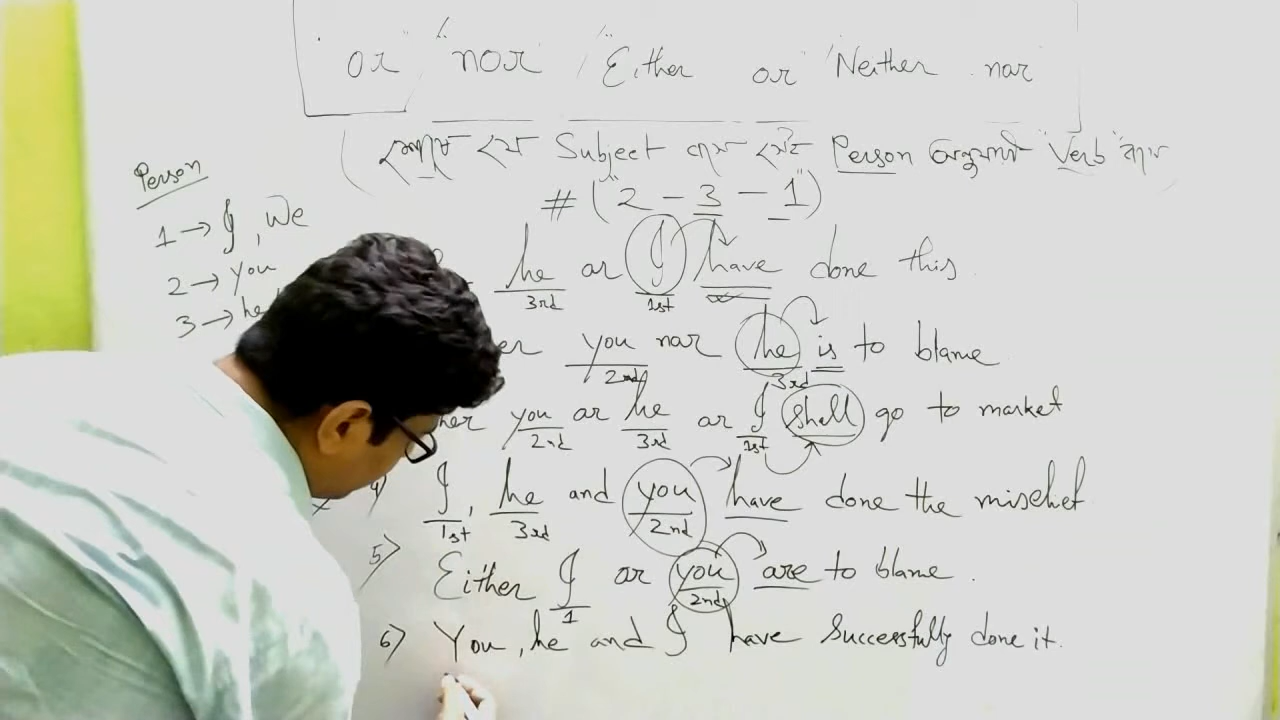 "or" / "nor" / "Either or" "Neither nor
হয় Subject Person অনুযায়ী "Verb"
Person
# ("2 - 3 - 1")
1 → I, We
2 → you
3 → he
he or I have done this.
3rd 1st
you nor he is to blame.
2nd 3rd
you or he or I shall go to market
2nd 3rd 1st
4) I, he and you have done the mischief.
1st 3rd 2nd
5) Either I or you are to blame.
1 2nd
6) You, he and I have successfully done it.